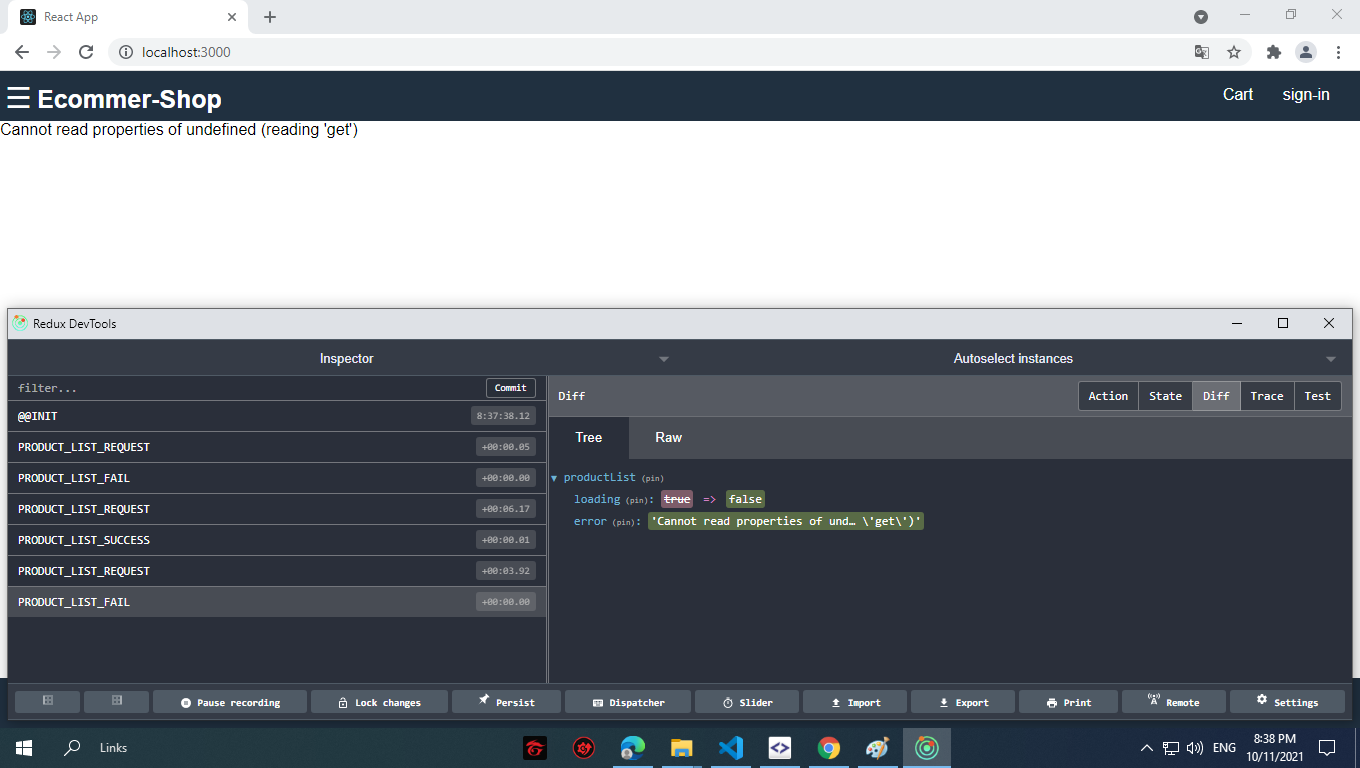 React App
localhost:3000
Ecommer-Shop
Cart
sign-in
Cannot read properties of undefined (reading 'get')
Redux DevTools
Inspector
Autoselect instances
filter...
Commit
Diff
Action
State
Diff
Trace
Test
@@INIT
8:37:38.12
PRODUCT_LIST_REQUEST
+00:00.05
PRODUCT_LIST_FAIL
+00:00.00
PRODUCT_LIST_REQUEST
+00:06.17
PRODUCT_LIST_SUCCESS
+00:00.01
PRODUCT_LIST_REQUEST
+00:03.92
PRODUCT_LIST_FAIL
+00:00.00
Tree
Raw
productList (pin)
loading (pin): true => false
error (pin): 'Cannot read properties of und… \'get\')'
Pause recording
Lock changes
Persist
Dispatcher
Slider
Import
Export
Print
Remote
Settings
Links
ENG
8:38 PM
10/11/2021